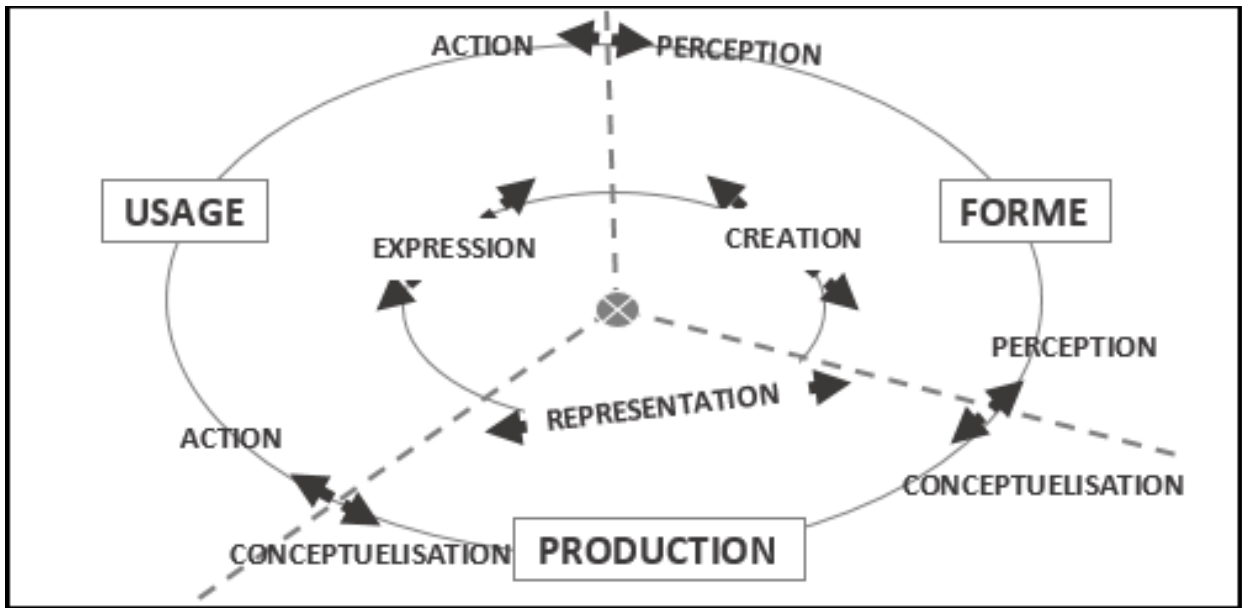 ACTION
PERCEPTION
USAGE
FORME
EXPRESSION
CREATION
PERCEPTION
REPRESENTATION
ACTION
CONCEPTUELISATION
CONCEPTUELISATION
PRODUCTION